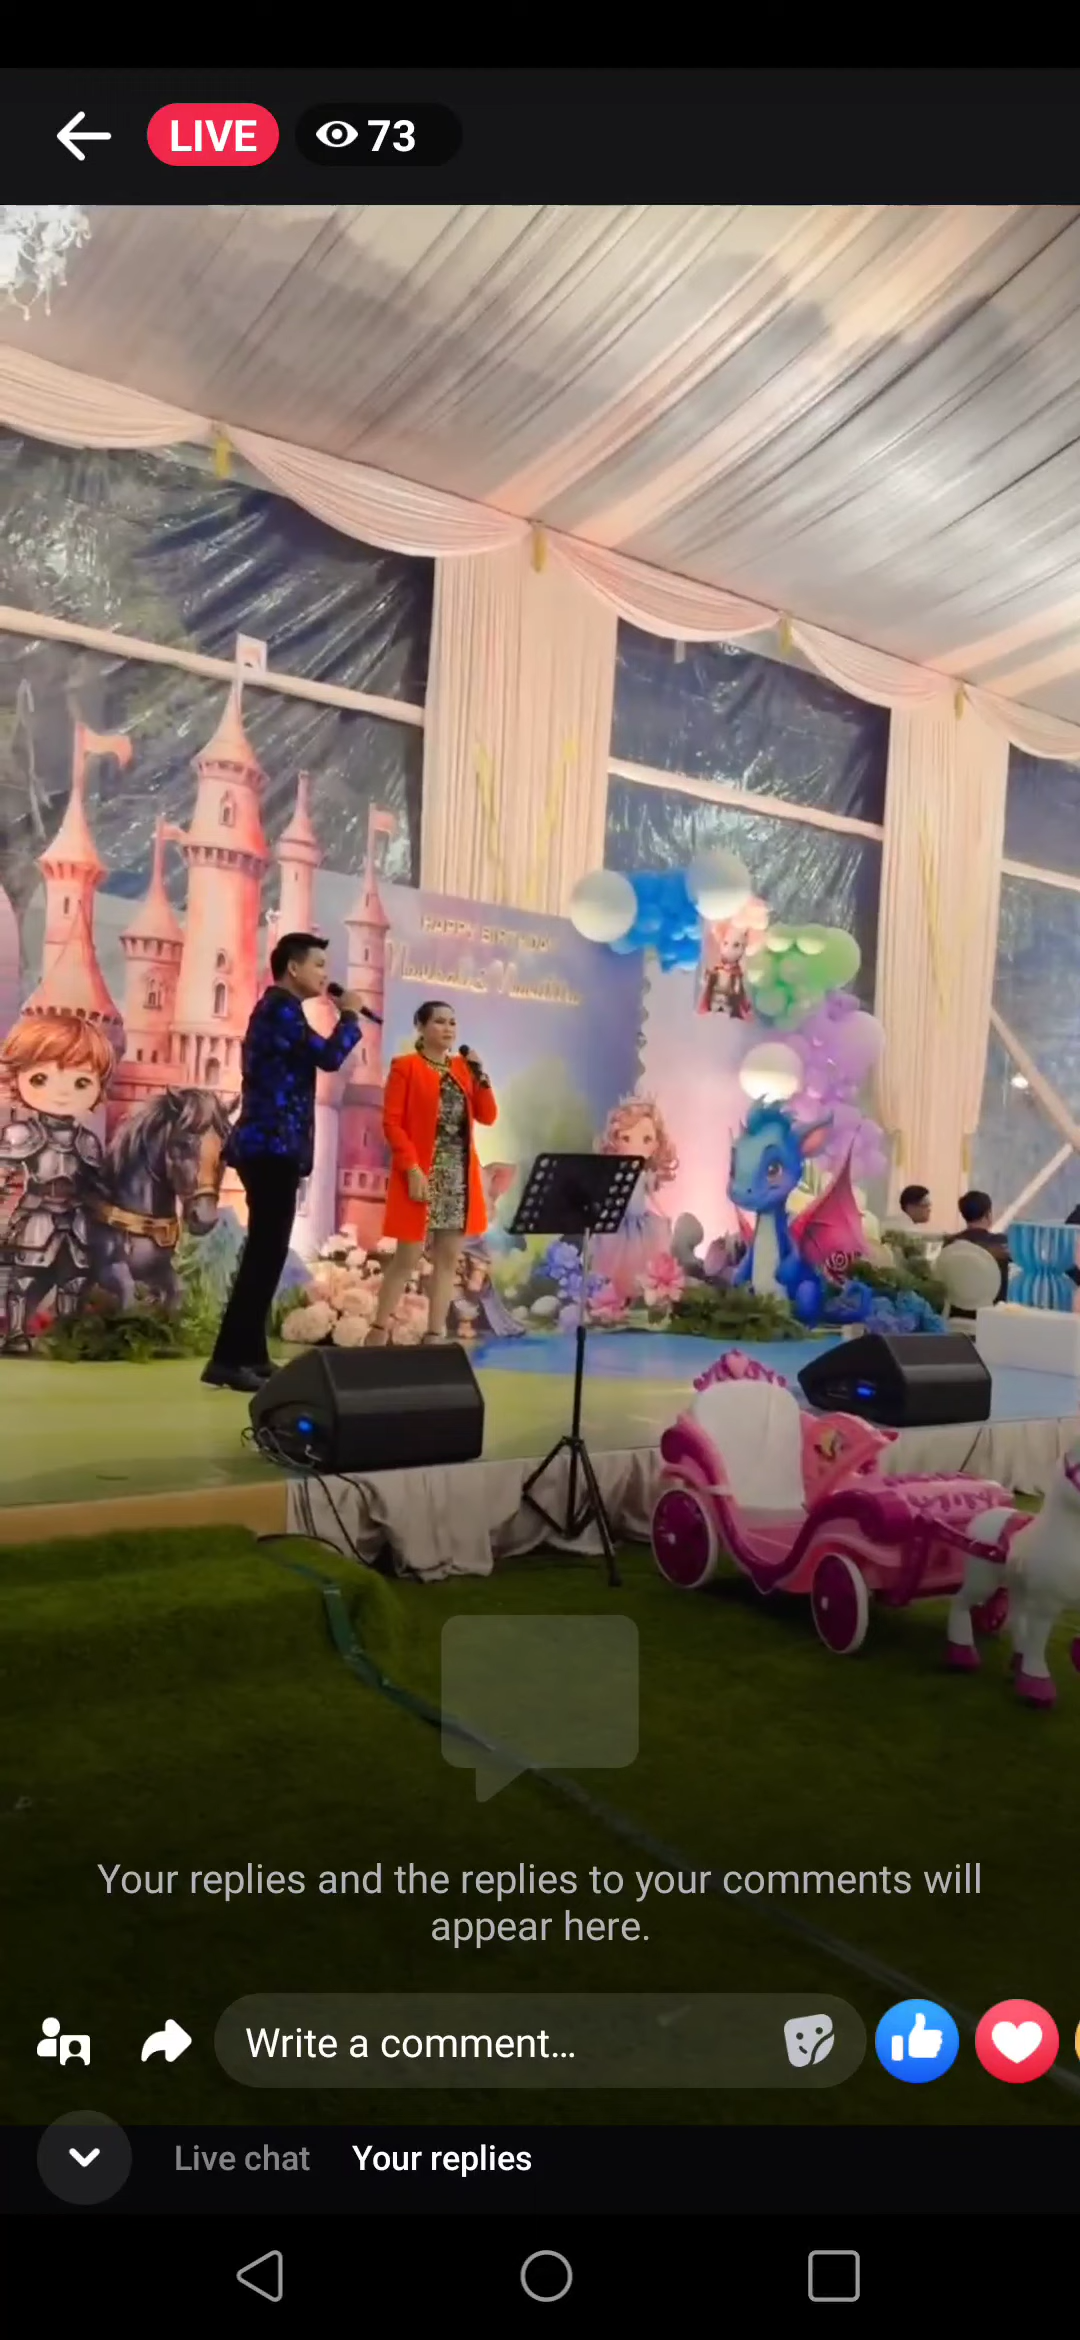 LIVE
73
HAPPY BIRTHDAY
Your replies and the replies to your comments will
appear here.
Write a comment...
Live chat
Your replies